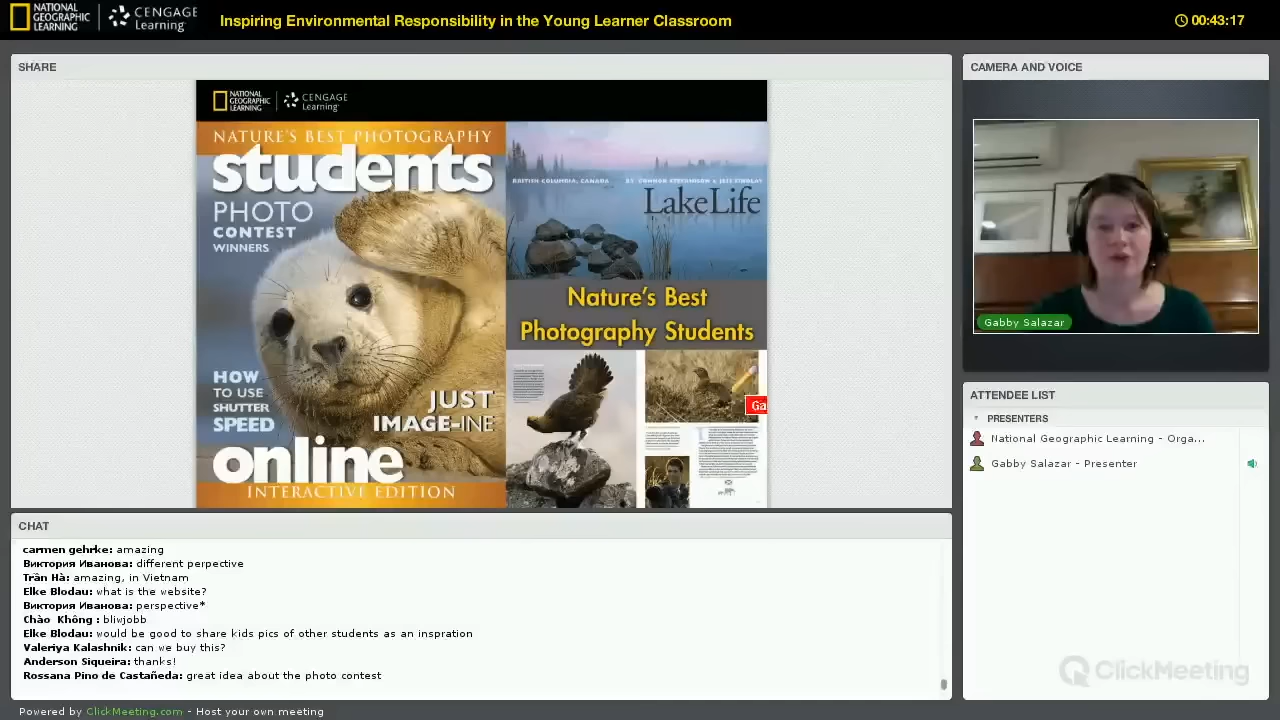 NATIONAL
GEOGRAPHIC
LEARNING
CENGAGE
Learning™
Inspiring Environmental Responsibility in the Young Learner Classroom
00:43:17
SHARE
NATIONAL
GEOGRAPHIC
LEARNING
CENGAGE
Learning™
NATURE'S BEST PHOTOGRAPHY
students
PHOTO
CONTEST
WINNERS
HOW
TO USE
SHUTTER
SPEED
JUST
IMAGE-INE
online
INTERACTIVE EDITION
BRITISH COLUMBIA, CANADA
Lake Life
Nature's Best
Photography Students
Ga
CAMERA AND VOICE
Gabby Salazar
ATTENDEE LIST
PRESENTERS
National Geographic Learning - Orga...
Gabby Salazar - Presenter
CHAT
carmen gehrke: amazing
Виктория Иванова: different perpective
Trần Hà: amazing, in Vietnam
Elke Blodau: what is the website?
Виктория Иванова: perspective*
Chào Không : bliwjobb
Elke Blodau: would be good to share kids pics of other students as an inspration
Valeriya Kalashnik: can we buy this?
Anderson Siqueira: thanks!
Rossana Pino de Castañeda: great idea about the photo contest
ClickMeeting
Powered by ClickMeeting.com - Host your own meeting